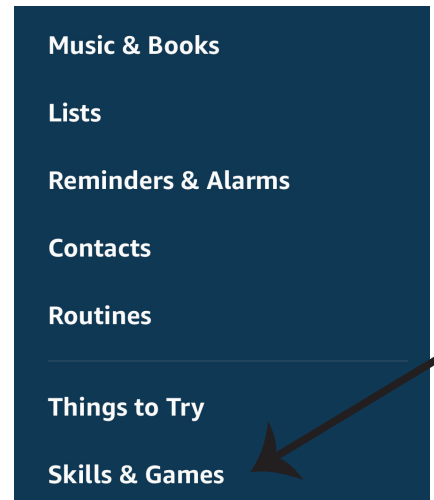 Music & Books
Lists
Reminders & Alarms
Contacts
Routines
Things to Try
Skills & Games